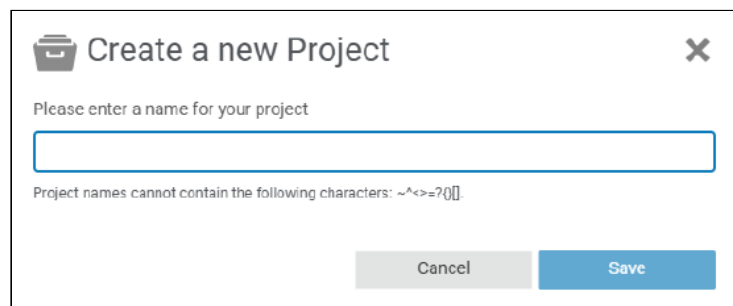 Create a new Project
Please enter a name for your project
Project names cannot contain the following characters: ~^<>=?{}[].
Cancel
Save